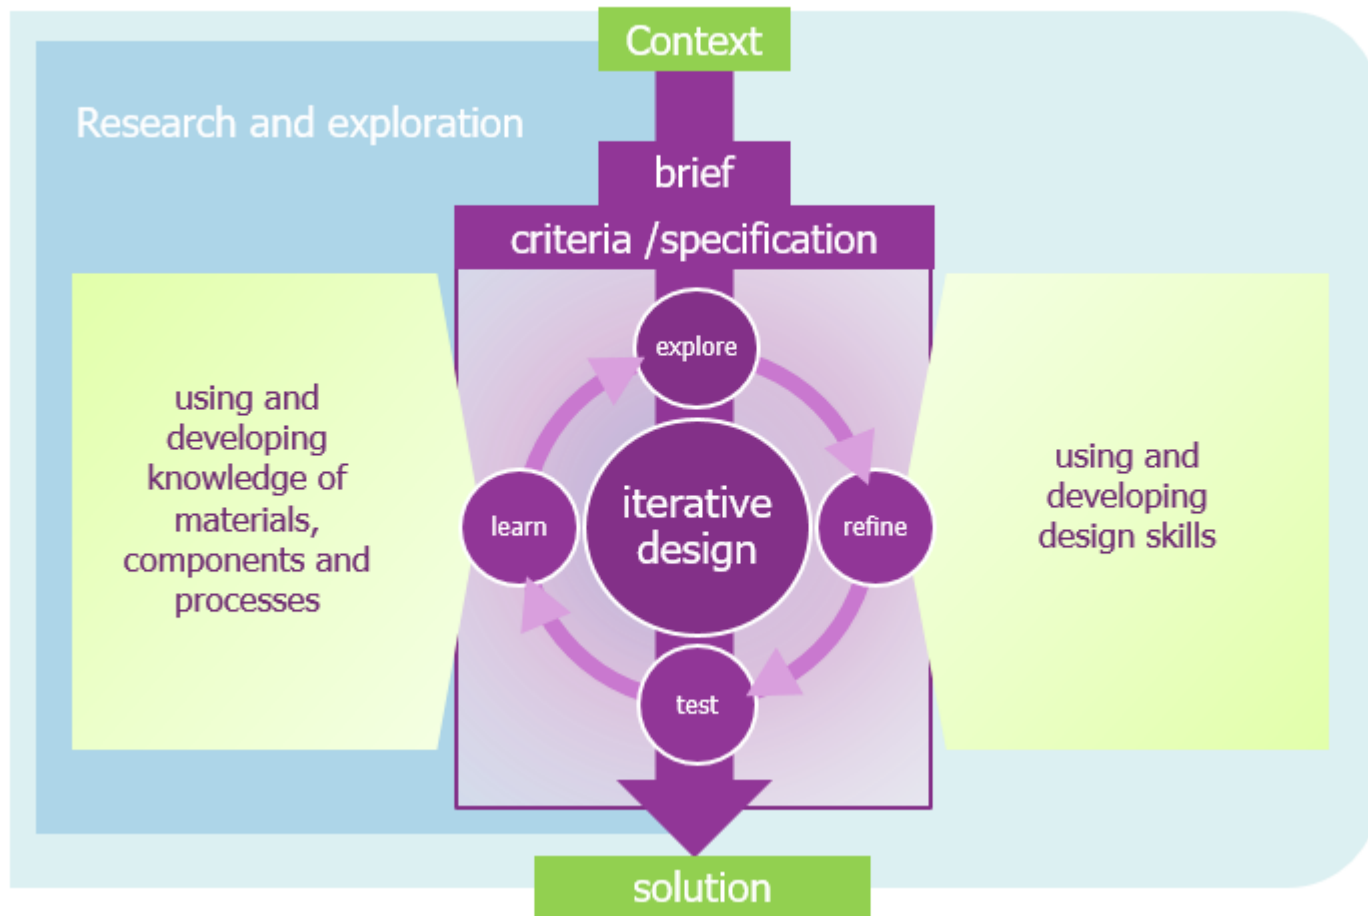 Context
Research and exploration
brief
criteria /specification
explore
using and
developing
knowledge of
materials,
components and
processes
learn
iterative
design
refine
using and
developing
design skills
test
solution